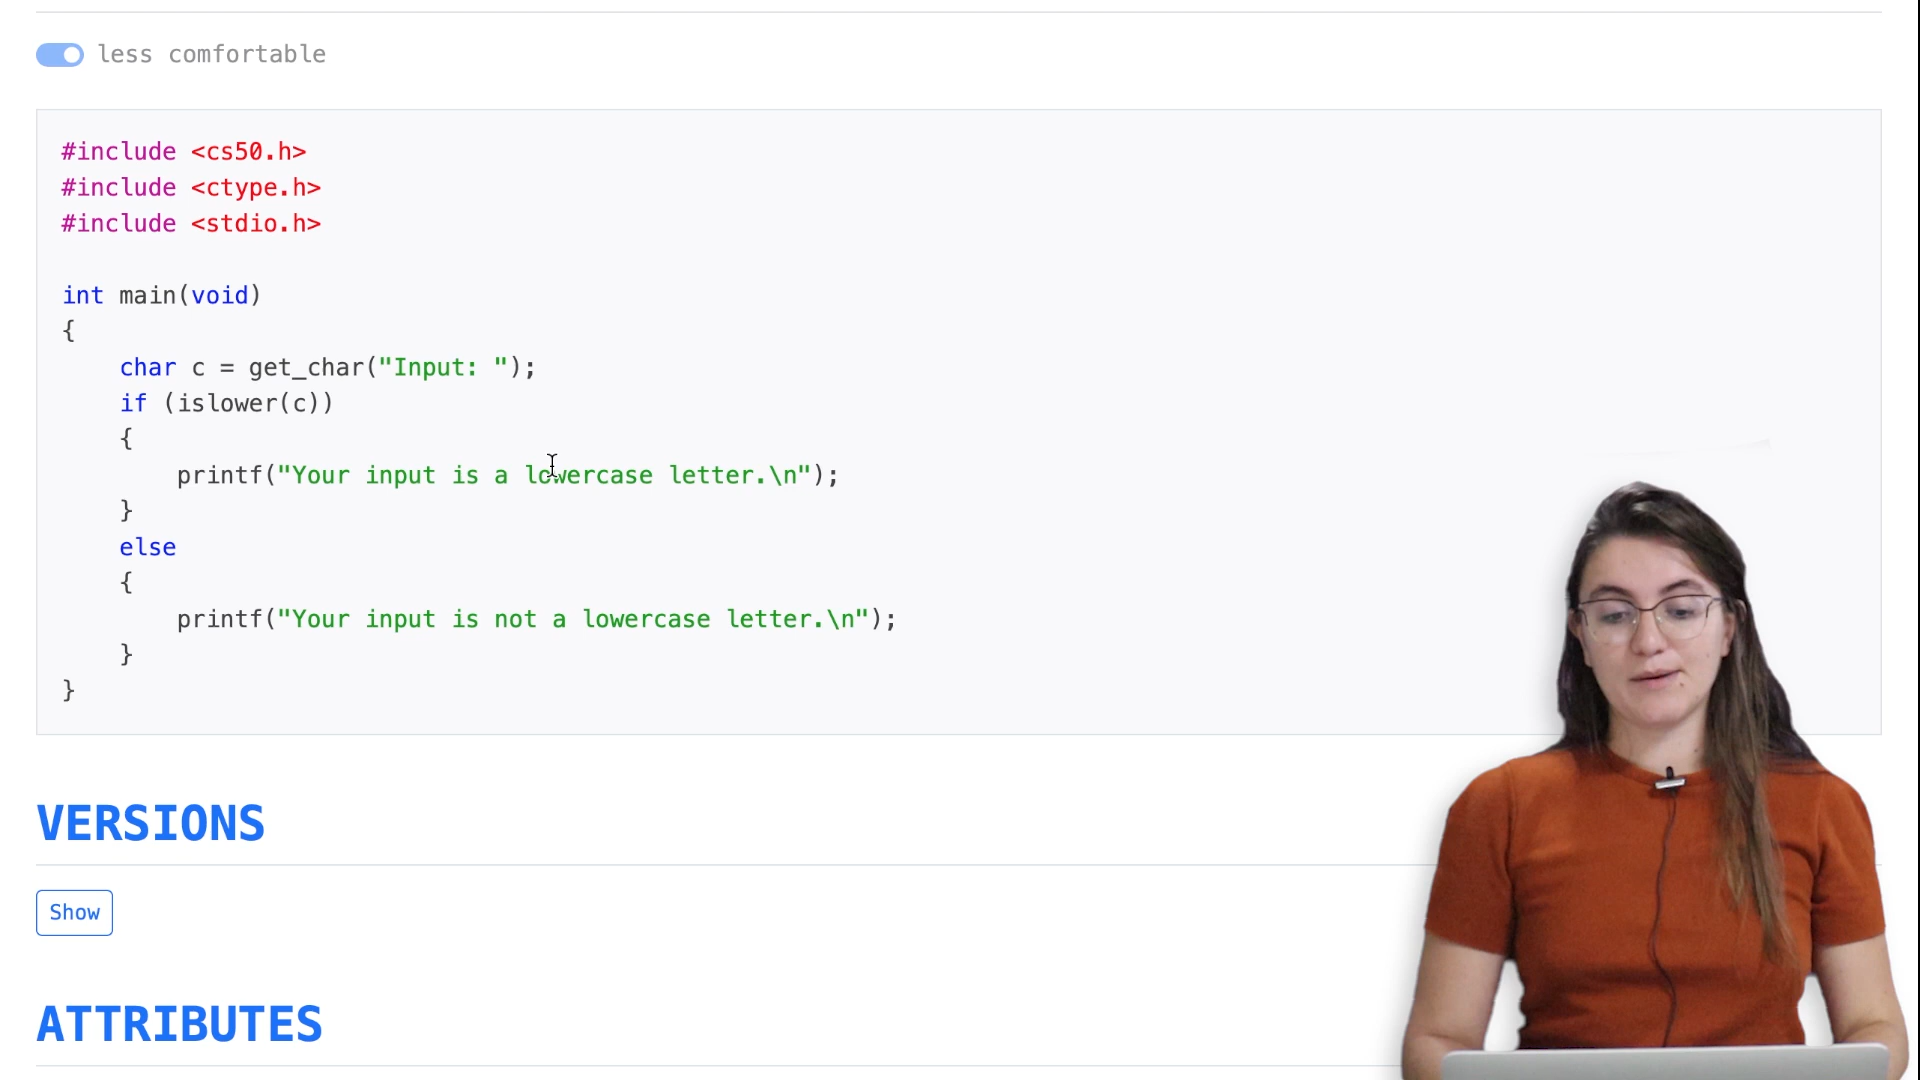 less comfortable
#include <cs50.h>
#include <ctype.h>
#include <stdio.h>
int main(void)
{
    char c = get_char("Input: ");
    if (islower(c))
    {
        printf("Your input is a lowercase letter.\n");
    }
    else
    {
        printf("Your input is not a lowercase letter.\n");
    }
}
VERSIONS
Show
ATTRIBUTES